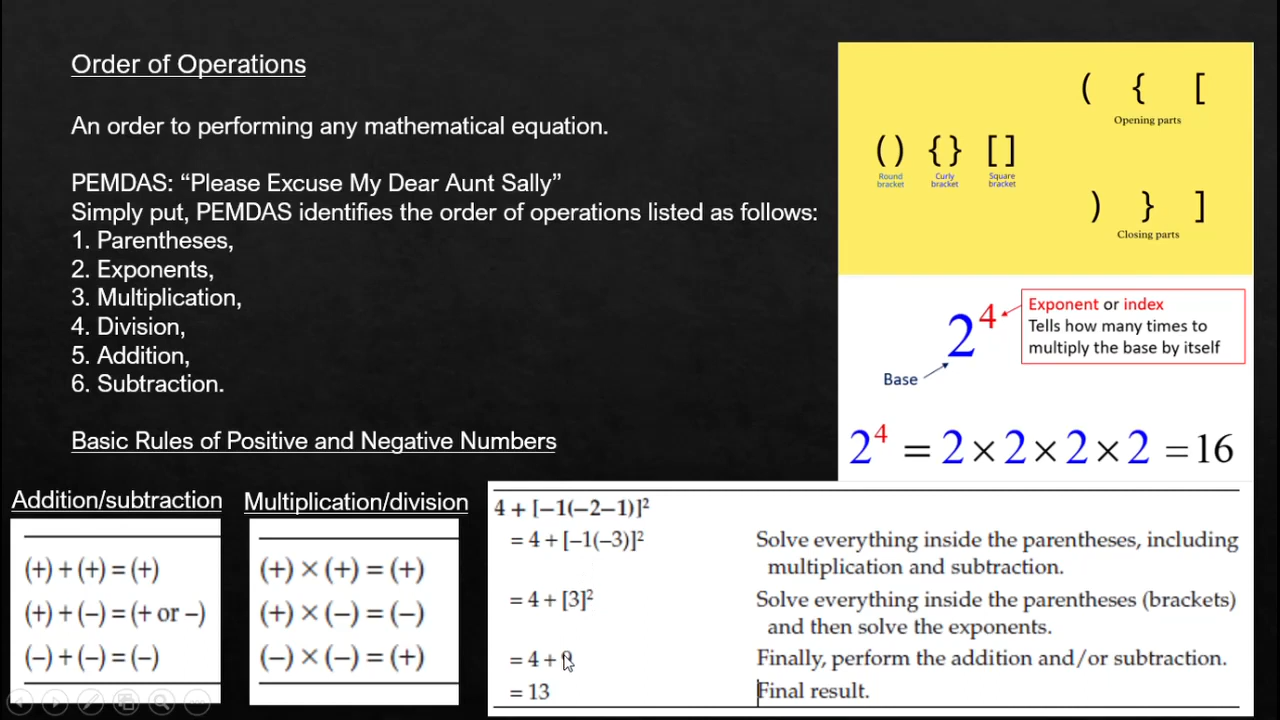 Order of Operations
An order to performing any mathematical equation.
PEMDAS: “Please Excuse My Dear Aunt Sally”
Simply put, PEMDAS identifies the order of operations listed as follows:
1. Parentheses,
2. Exponents,
3. Multiplication,
4. Division,
5. Addition,
6. Subtraction.
Basic Rules of Positive and Negative Numbers
( { [
Opening parts
() {} []
Round bracket
Curly bracket
Square bracket
) } ]
Closing parts
2⁴
Exponent or index
Tells how many times to
multiply the base by itself
Base
2⁴ = 2 × 2 × 2 × 2 = 16
Addition/subtraction
(+) + (+) = (+)
(+) + (−) = (+ or −)
(−) + (−) = (−)
Multiplication/division
(+) × (+) = (+)
(+) × (−) = (−)
(−) × (−) = (+)
4 + [−1(−2−1)]²
= 4 + [−1(−3)]² Solve everything inside the parentheses, including
multiplication and subtraction.
= 4 + [3]² Solve everything inside the parentheses (brackets)
and then solve the exponents.
= 4 + Finally, perform the addition and/or subtraction.
= 13 Final result.